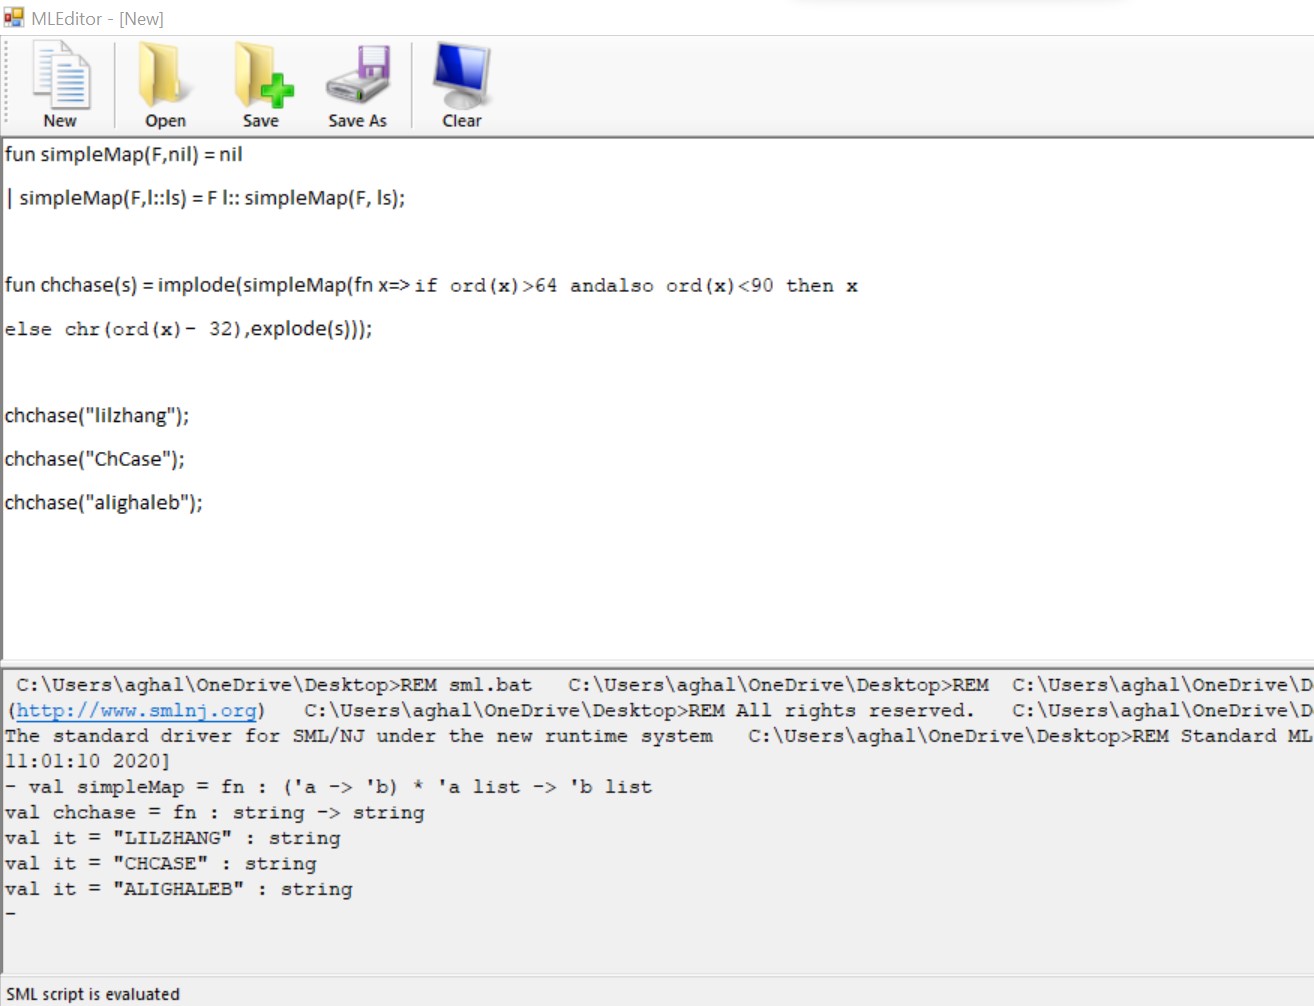 MLEditor - [New]
New Open Save Save As Clear
fun simpleMap(F,nil) = nil
| simpleMap(F,l::ls) = F l:: simpleMap(F, ls);
fun chchase(s) = implode(simpleMap(fn x=> if ord(x)>64 andalso ord(x)<90 then x
else chr(ord(x)- 32),explode(s)));
chchase("lilzhang");
chchase("ChCase");
chchase("alighaleb");
C:\Users\aghal\OneDrive\Desktop>REM sml.bat C:\Users\aghal\OneDrive\Desktop>REM C:\Users\aghal\OneDrive\D
(http://www.smlnj.org) C:\Users\aghal\OneDrive\Desktop>REM All rights reserved. C:\Users\aghal\OneDrive\D
The standard driver for SML/NJ under the new runtime system C:\Users\aghal\OneDrive\Desktop>REM Standard ML
11:01:10 2020]
- val simpleMap = fn : ('a -> 'b) * 'a list -> 'b list
val chchase = fn : string -> string
val it = "LILZHANG" : string
val it = "CHCASE" : string
val it = "ALIGHALEB" : string
-
SML script is evaluated